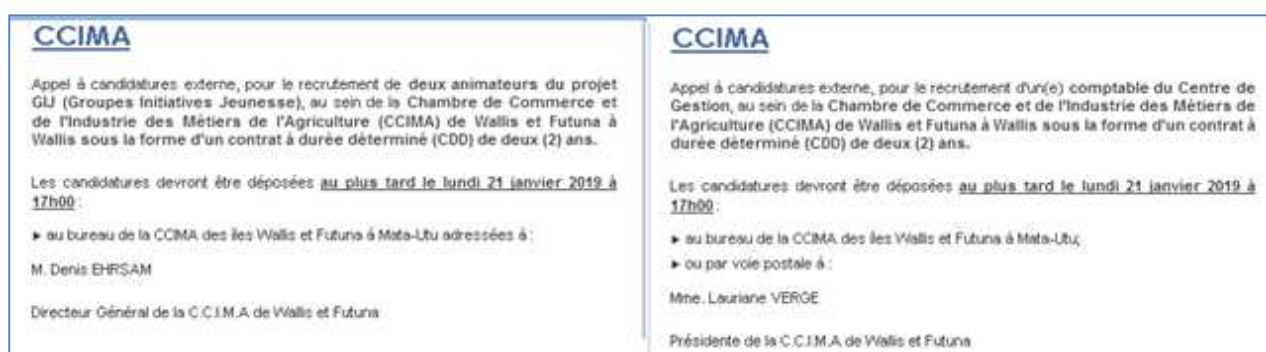 CCIMA
Appel à candidatures externe, pour le recrutement de deux animateurs du projet
GIJ (Groupes Initiatives Jeunesse), au sein de la Chambre de Commerce et
de l'Industrie des Métiers de l'Agriculture (CCIMA) de Wallis et Futuna à
Wallis sous la forme d'un contrat à durée déterminé (CDD) de deux (2) ans.
Les candidatures devront être déposées au plus tard le lundi 21 janvier 2019 à
17h00 :
► au bureau de la CCIMA des îles Wallis et Futuna à Mata-Utu adressées à :
M. Denis EHRSAM
Directeur Général de la C.C.I.M.A de Wallis et Futuna
CCIMA
Appel à candidatures externe, pour le recrutement d'un(e) comptable du Centre de
Gestion, au sein de la Chambre de Commerce et de l'Industrie des Métiers de
l'Agriculture (CCIMA) de Wallis et Futuna à Wallis sous la forme d'un contrat à
durée déterminé (CDD) de deux (2) ans.
Les candidatures devront être déposées au plus tard le lundi 21 janvier 2019 à
17h00 :
► au bureau de la CCIMA des îles Wallis et Futuna à Mata-Utu;
► ou par voie postale à :
Mme. Lauriane VERGE
Présidente de la C.C.I.M.A de Wallis et Futuna